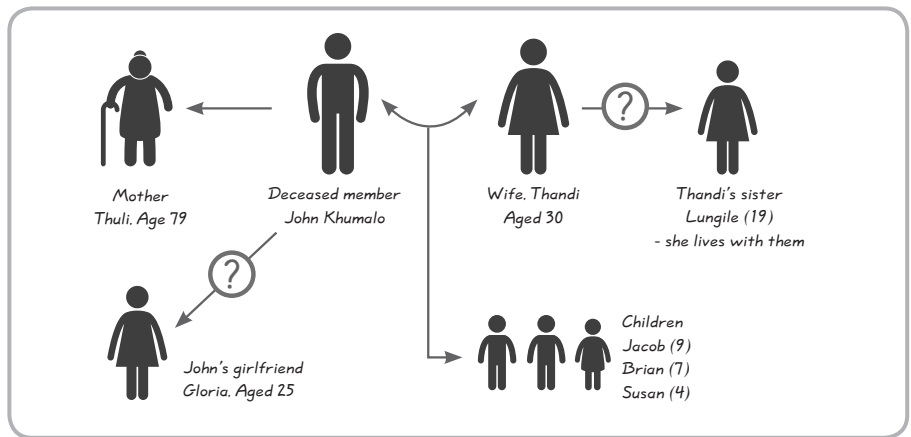 Mother
Thuli. Age 79
Deceased member
John Khumalo
Wife. Thandi
Aged 30
?
Thandi's sister
Lungile (19)
- she lives with them
?
John's girlfriend
Gloria. Aged 25
Children
Jacob (9)
Brian (7)
Susan (4)